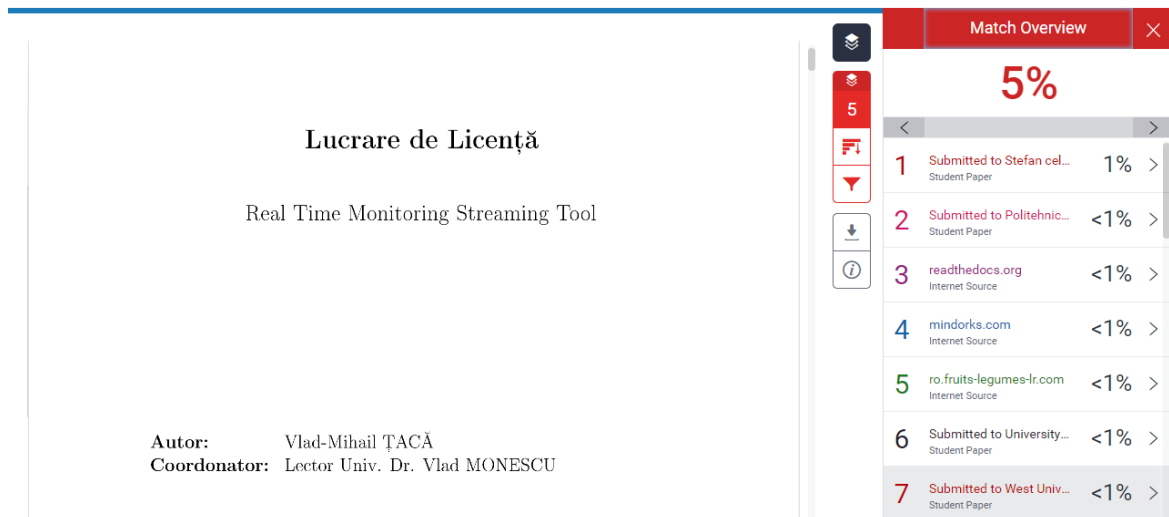 Lucrare de Licență
Real Time Monitoring Streaming Tool
Autor: Vlad-Mihail ȚACĂ
Coordonator: Lector Univ. Dr. Vlad MONESCU
5
Match Overview
5%
1 Submitted to Stefan cel... 1%
Student Paper
2 Submitted to Politehnic... <1%
Student Paper
3 readthedocs.org <1%
Internet Source
4 mindorks.com <1%
Internet Source
5 ro.fruits-legumes-lr.com <1%
Internet Source
6 Submitted to University... <1%
Student Paper
7 Submitted to West Univ... <1%
Student Paper